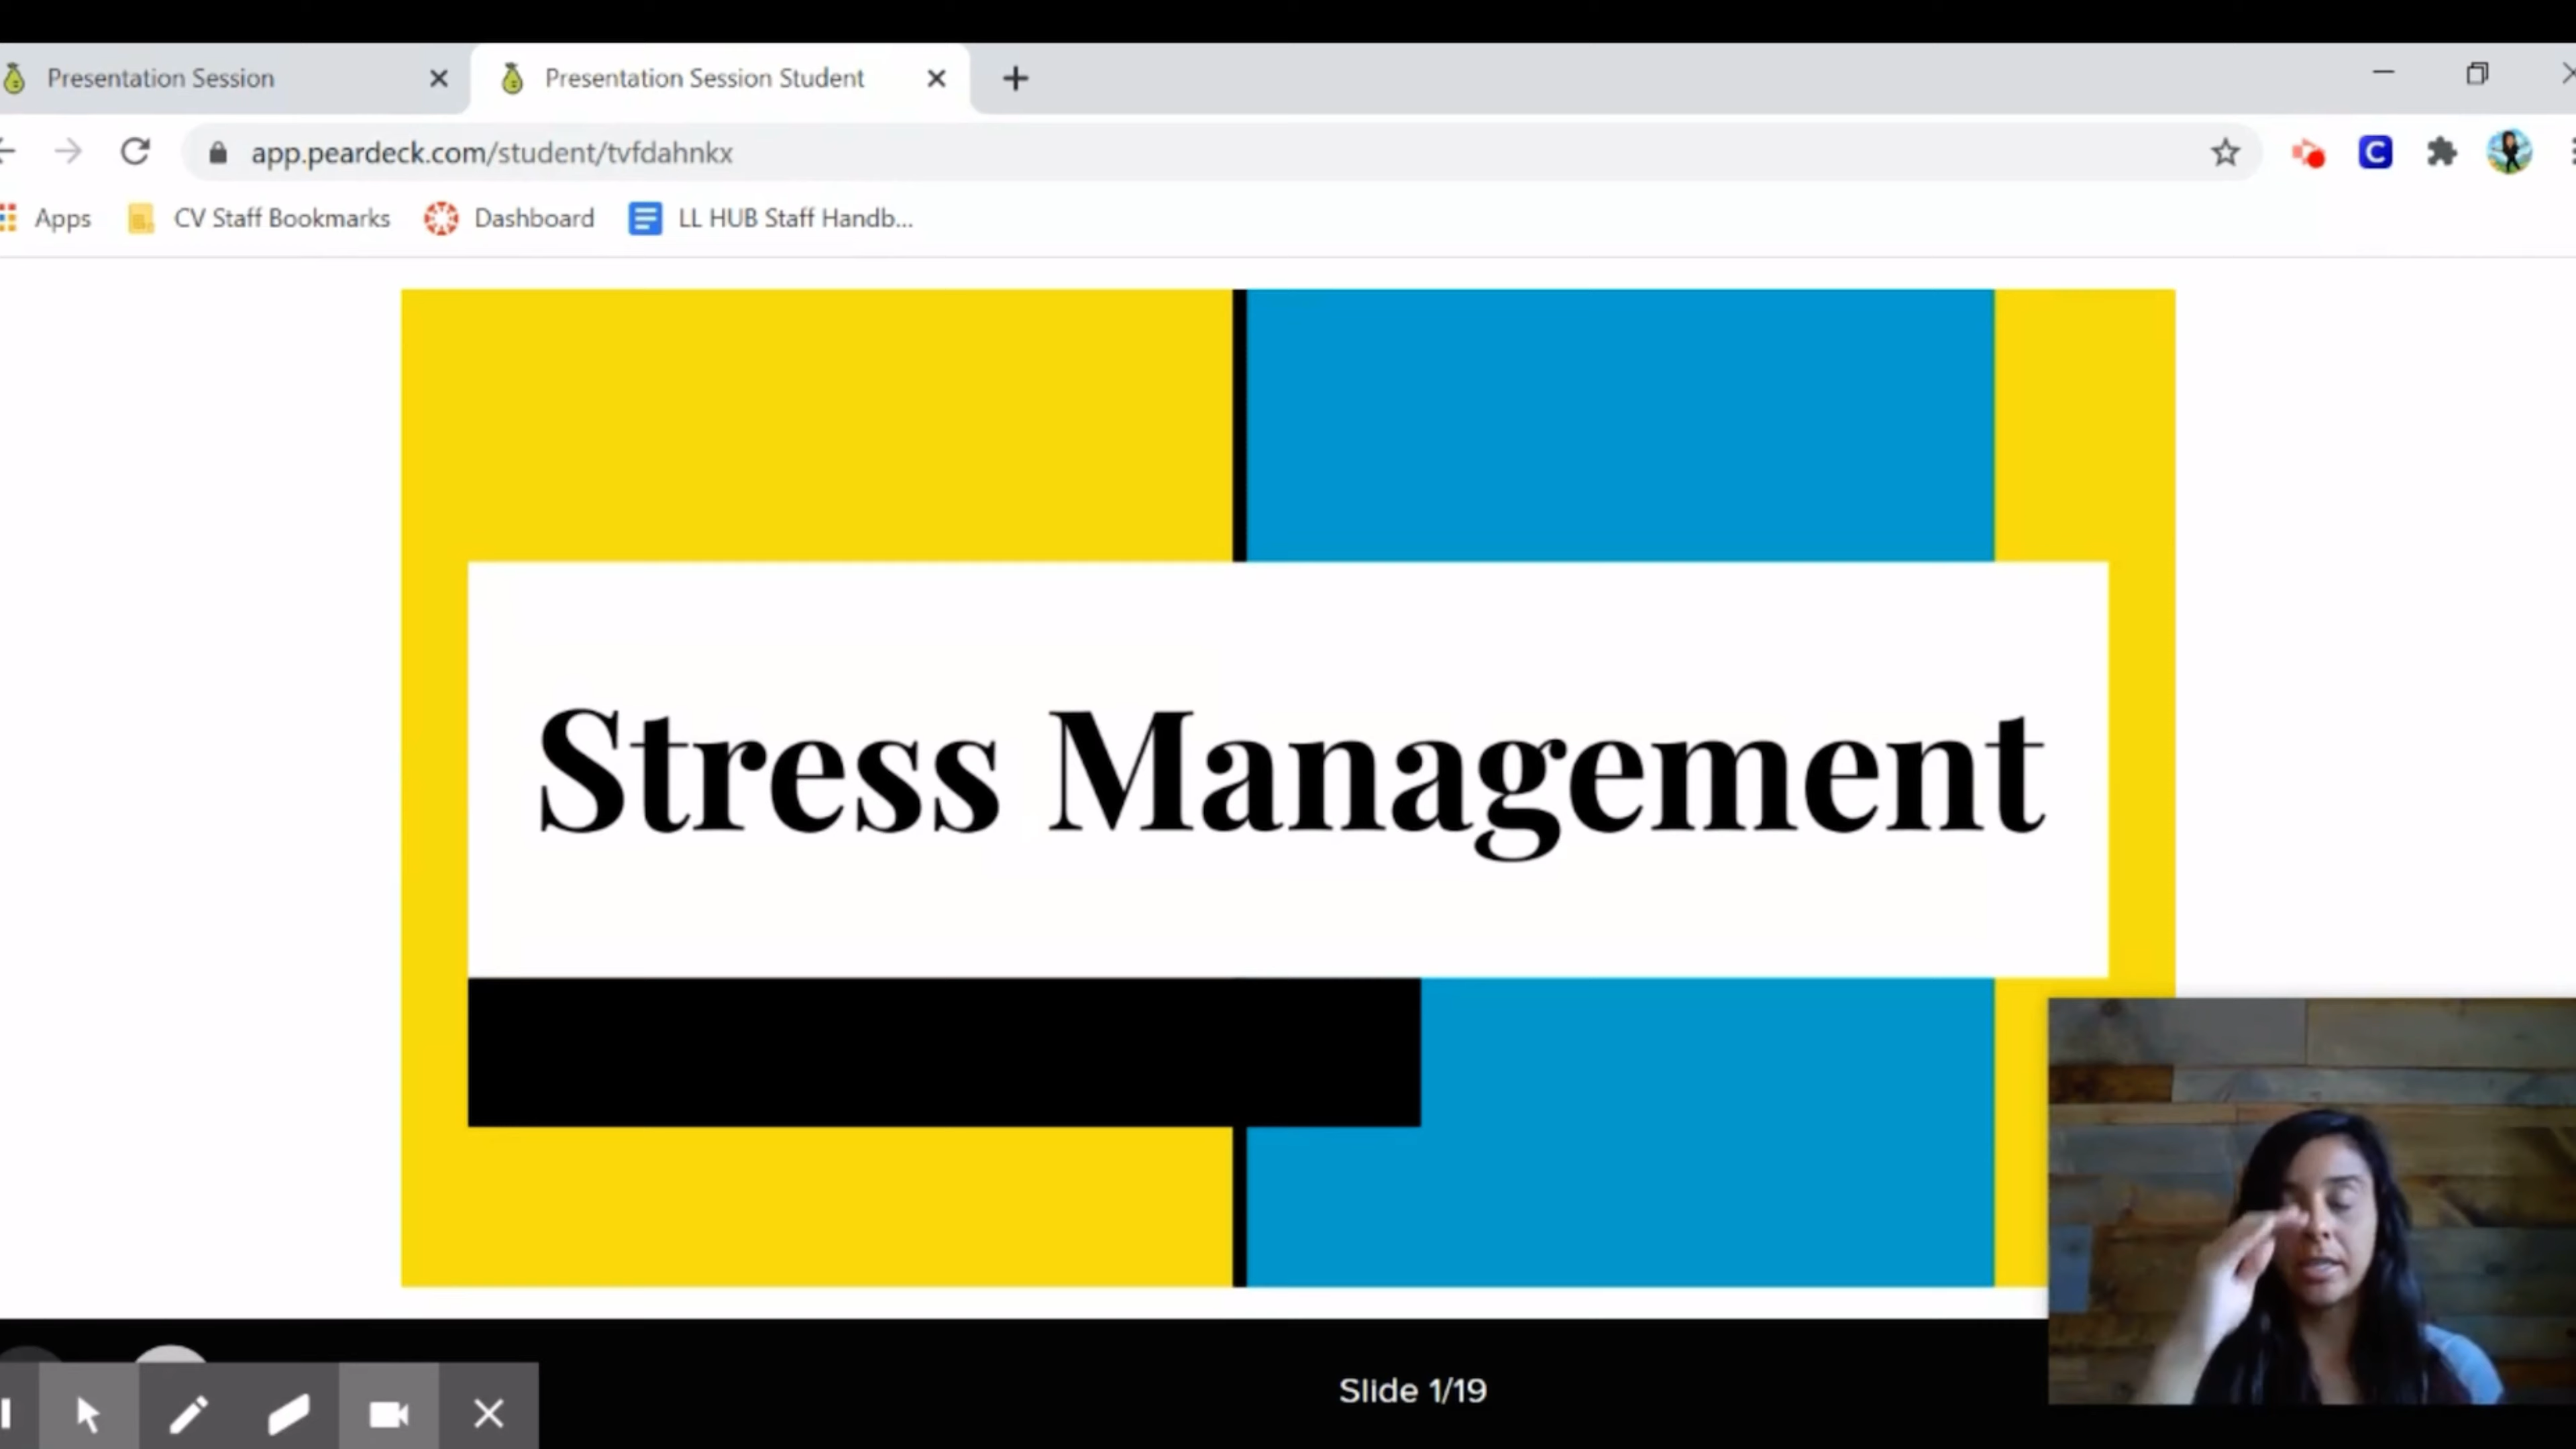 Presentation Session
Presentation Session Student
app.peardeck.com/student/tvfdahnkx
C
Apps
CV Staff Bookmarks
Dashboard
LL HUB Staff Handb...
Stress Management
Slide 1/19